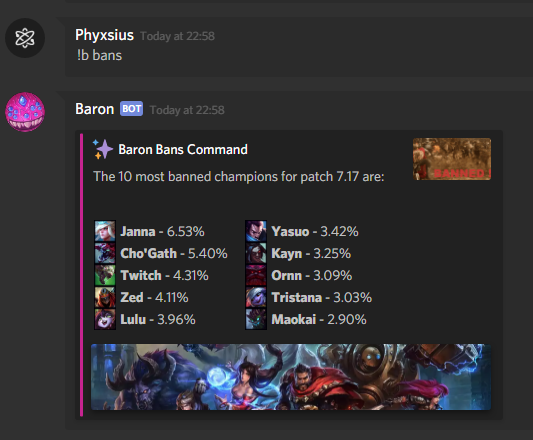 Phyxsius Today at 22:58
!b bans
Baron BOT Today at 22:58
Baron Bans Command
The 10 most banned champions for patch 7.17 are:
BANNED!
Janna - 6.53%
Cho'Gath - 5.40%
Twitch - 4.31%
Zed - 4.11%
Lulu - 3.96%
Yasuo - 3.42%
Kayn - 3.25%
Ornn - 3.09%
Tristana - 3.03%
Maokai - 2.90%